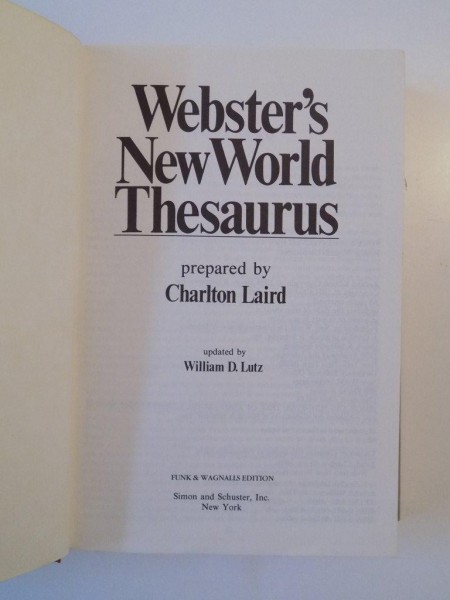 Webster's
New World
Thesaurus
prepared by
Charlton Laird
updated by
William D. Lutz
FUNK & WAGNALLS EDITION
Simon and Schuster, Inc.
New York